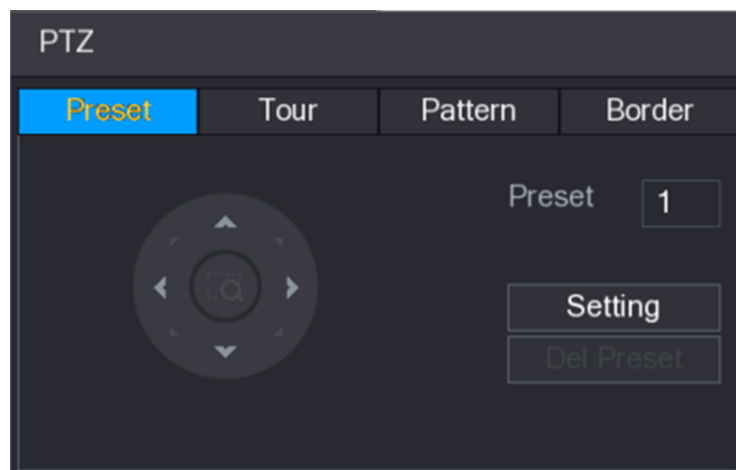 PTZ
Preset Tour Pattern Border
Preset 1
Setting
Del Preset